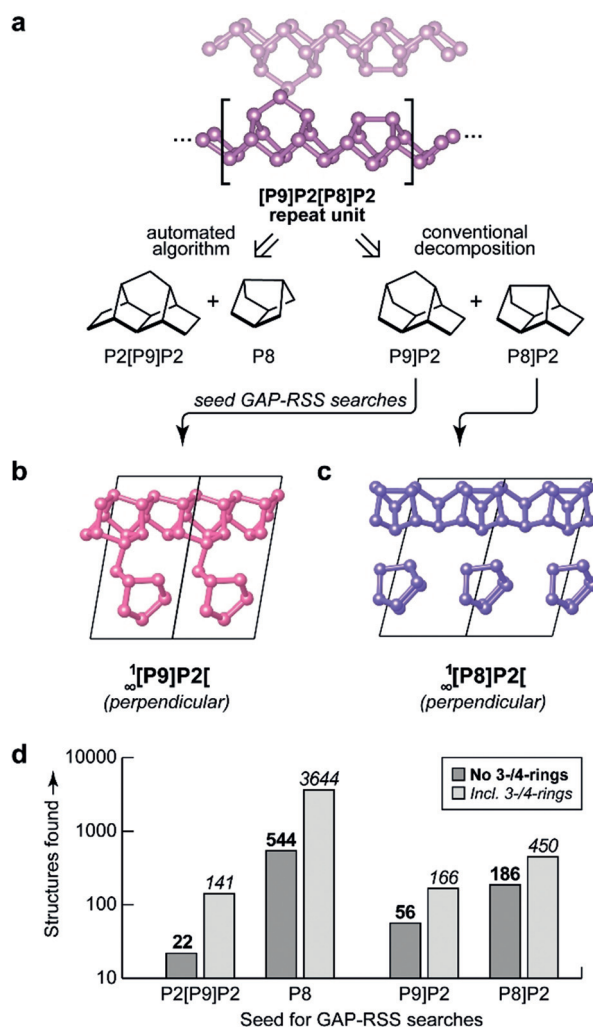 a
... ...
[P9]P2[P8]P2
repeat unit
automated
algorithm
conventional
decomposition
+ +
P2[P9]P2 P8 P9]P2 P8]P2
seed GAP-RSS searches
b c
1∞[P9]P2[
(perpendicular)
1∞[P8]P2[
(perpendicular)
d
Structures found →
10000
1000
100
10
No 3-/4-rings
Incl. 3-/4-rings
22 141 544 3644 56 166 186 450
P2[P9]P2 P8 P9]P2 P8]P2
Seed for GAP-RSS searches